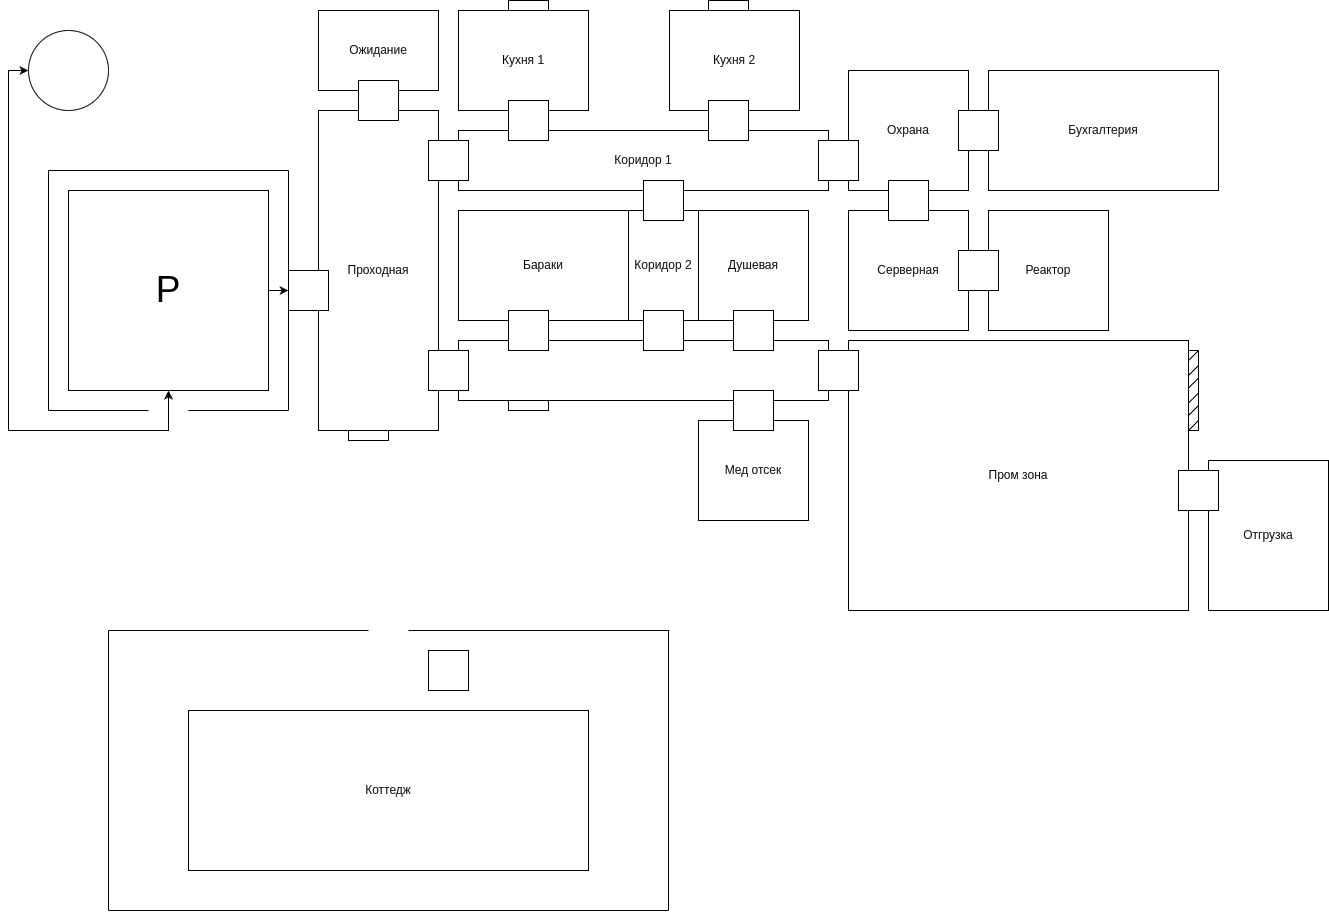 Ожидание
Кухня 1
Кухня 2
Охрана
Бухгалтерия
Коридор 1
P
Проходная
Бараки
Коридор 2
Душевая
Серверная
Реактор
Мед отсек
Пром зона
Отгрузка
Коттедж